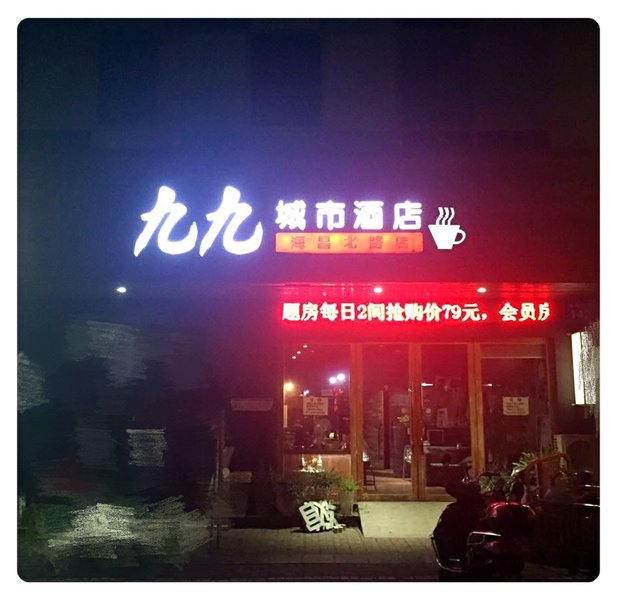 九九 城市酒店
海昌北路店
题房每日2间抢购价79元，会员房